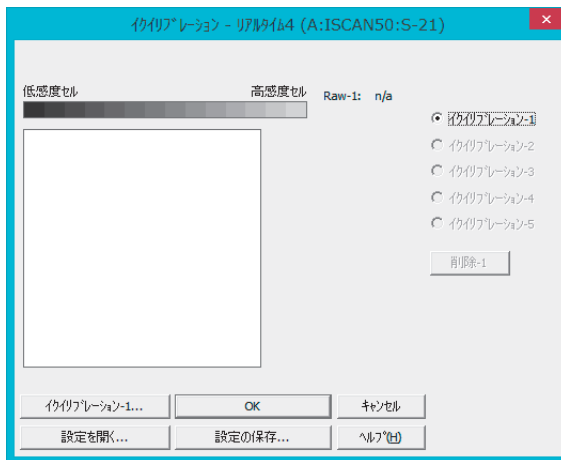 ｲｸｲﾘﾌﾞﾚｰｼｮﾝ - ﾘｱﾙﾀｲﾑ4 (A:ISCAN50:S-21)
低感度ｾﾙ 高感度ｾﾙ Raw-1: n/a
ｲｸｲﾘﾌﾞﾚｰｼｮﾝ-1
ｲｸｲﾘﾌﾞﾚｰｼｮﾝ-2
ｲｸｲﾘﾌﾞﾚｰｼｮﾝ-3
ｲｸｲﾘﾌﾞﾚｰｼｮﾝ-4
ｲｸｲﾘﾌﾞﾚｰｼｮﾝ-5
削除-1
ｲｸｲﾘﾌﾞﾚｰｼｮﾝ-1... OK ｷｬﾝｾﾙ
設定を開く... 設定の保存... ﾍﾙﾌﾟ(H)